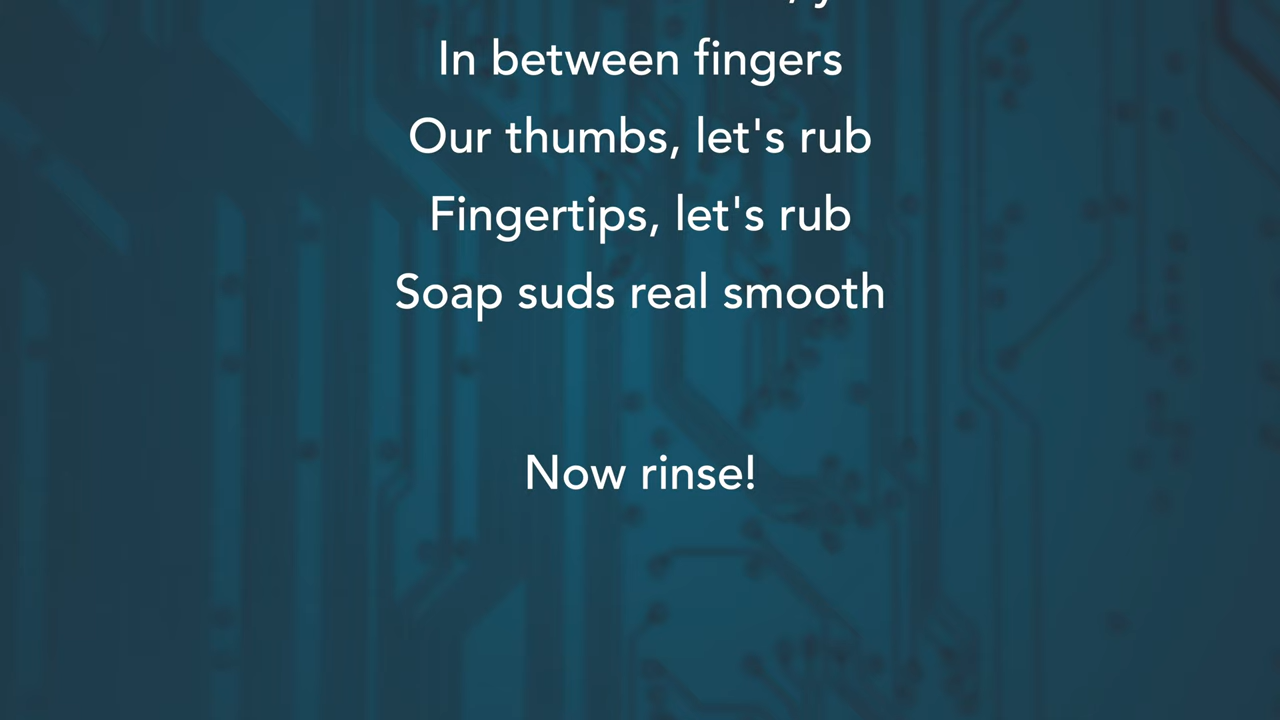 In between fingers
Our thumbs, let's rub
Fingertips, let's rub
Soap suds real smooth
Now rinse!